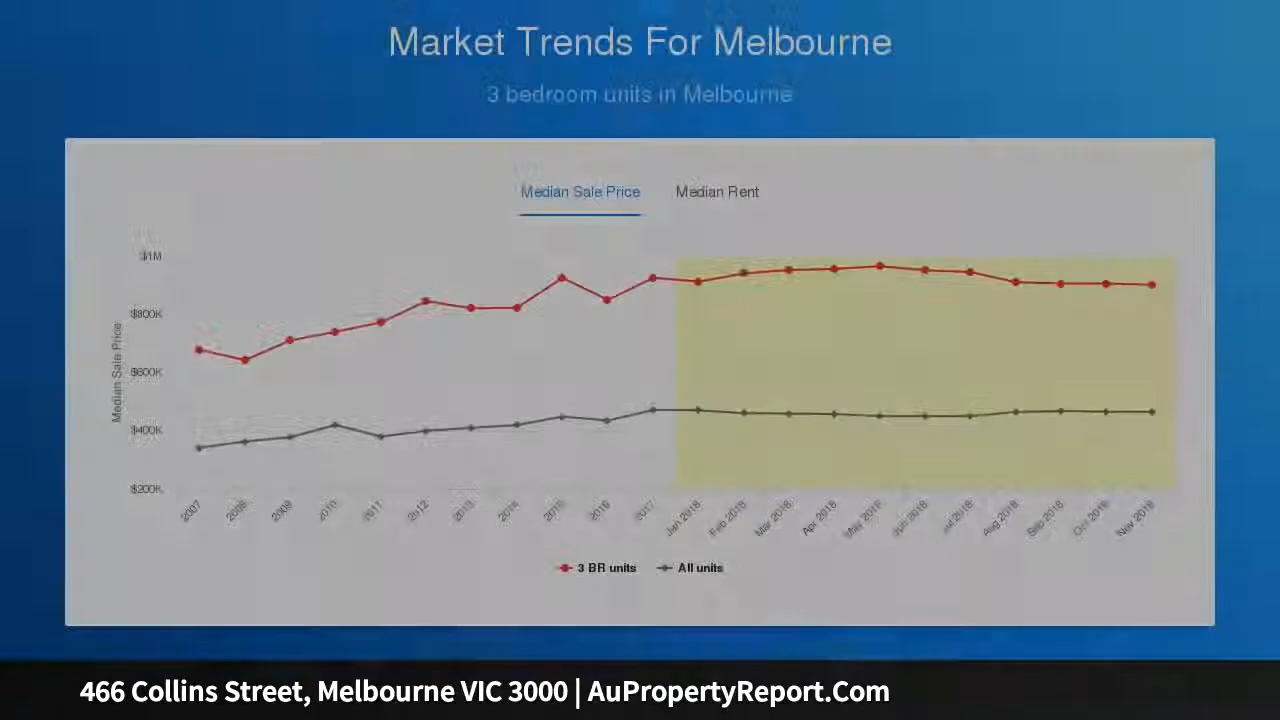 Market Trends For Melbourne
3 bedroom units in Melbourne
Median Sale Price Median Rent
$1M
$800K
$600K
$400K
$200K
Median Sale Price
2007 2008 2009 2010 2011 2012 2013 2014 2015 2016 2017 Jan 2018 Feb 2018 Mar 2018 Apr 2018 May 2018 Jun 2018 Jul 2018 Aug 2018 Sep 2018 Oct 2018 Nov 2018
3 BR units All units
466 Collins Street, Melbourne VIC 3000 | AuPropertyReport.Com